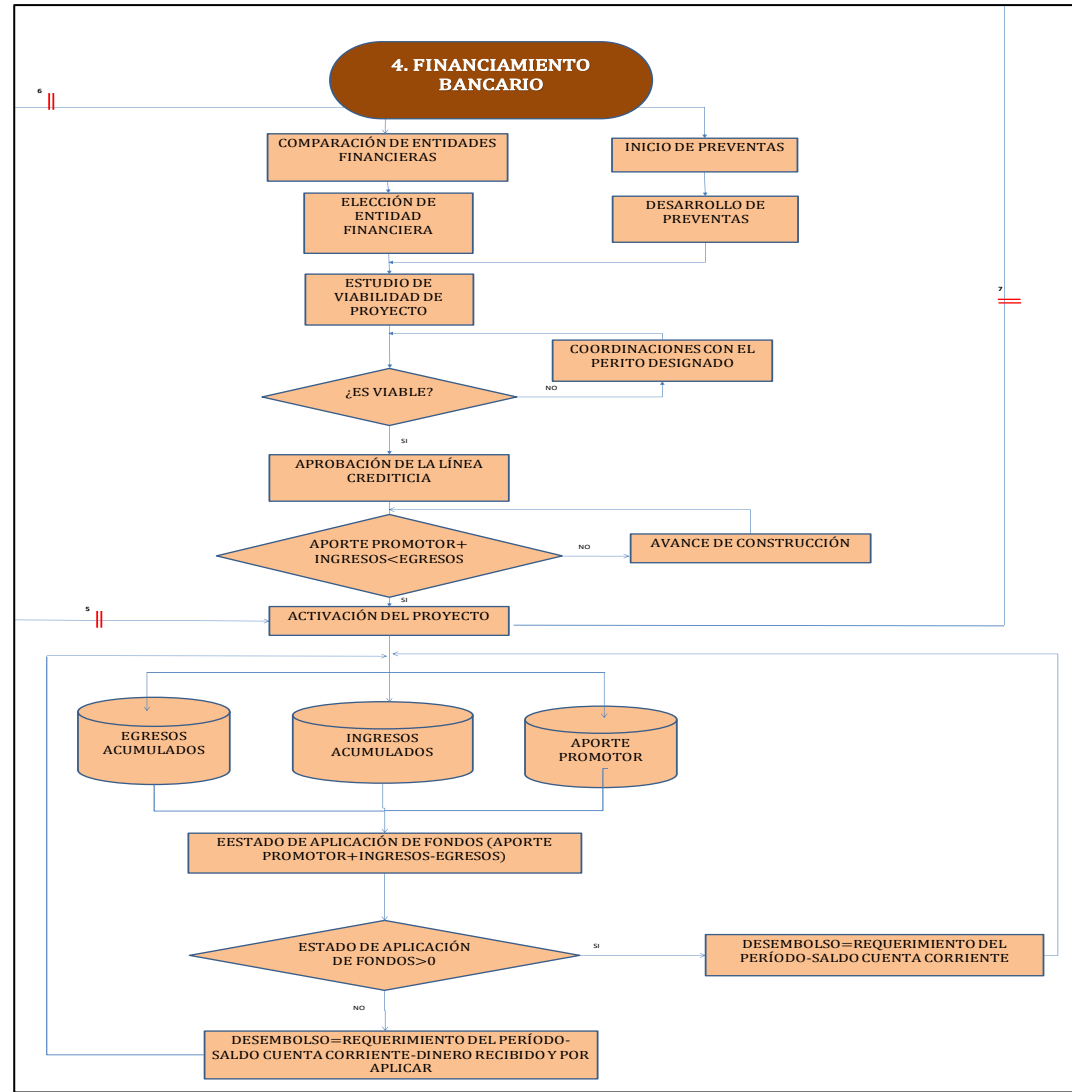 4. FINANCIAMIENTO
BANCARIO
6
COMPARACIÓN DE ENTIDADES
FINANCIERAS
INICIO DE PREVENTAS
ELECCIÓN DE
ENTIDAD
FINANCIERA
DESARROLLO DE
PREVENTAS
ESTUDIO DE
VIABILIDAD DE
PROYECTO
7
COORDINACIONES CON EL
PERITO DESIGNADO
¿ES VIABLE?
NO
SI
APROBACIÓN DE LA LÍNEA
CREDITICIA
APORTE PROMOTOR+
INGRESOS<EGRESOS
NO
AVANCE DE CONSTRUCCIÓN
SI
5
ACTIVACIÓN DEL PROYECTO
EGRESOS
ACUMULADOS
INGRESOS
ACUMULADOS
APORTE
PROMOTOR
EESTADO DE APLICACIÓN DE FONDOS (APORTE
PROMOTOR+INGRESOS-EGRESOS)
ESTADO DE APLICACIÓN
DE FONDOS>0
SI
DESEMBOLSO=REQUERIMIENTO DEL
PERÍODO-SALDO CUENTA CORRIENTE
NO
DESEMBOLSO=REQUERIMIENTO DEL PERÍODO-
SALDO CUENTA CORRIENTE-DINERO RECIBIDO Y POR
APLICAR